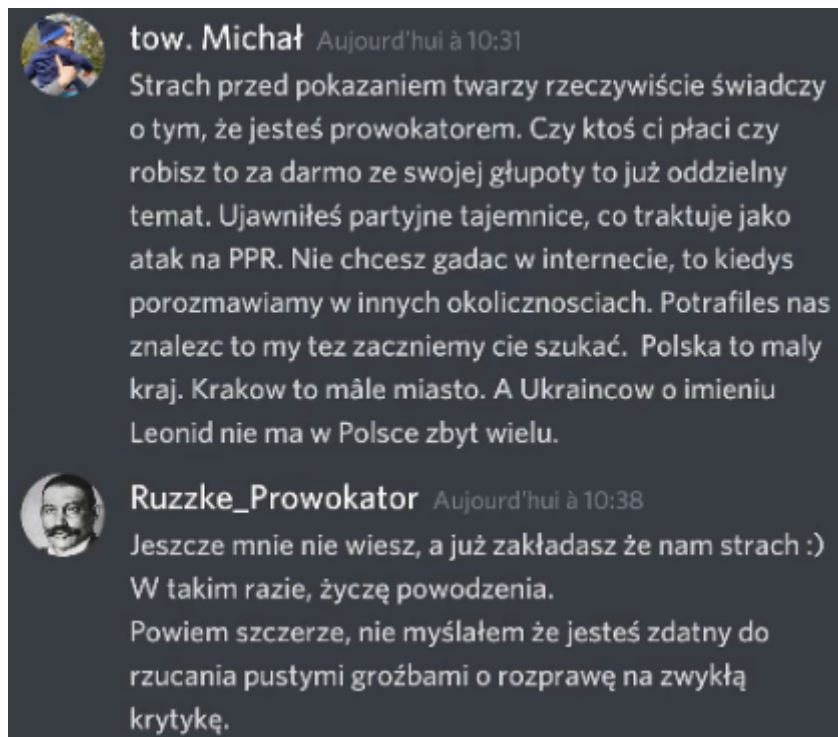 tow. Michał Aujourd'hui à 10:31
Strach przed pokazaniem twarzy rzeczywiście świadczy
o tym, że jesteś prowokatorem. Czy ktoś ci płaci czy
robisz to za darmo ze swojej głupoty to już oddzielny
temat. Ujawniłeś partyjne tajemnice, co traktuje jako
atak na PPR. Nie chcesz gadac w internecie, to kiedys
porozmawiamy w innych okolicznosciach. Potrafiles nas
znalezc to my tez zaczniemy cie szukać. Polska to maly
kraj. Krakow to mâle miasto. A Ukraincow o imieniu
Leonid nie ma w Polsce zbyt wielu.
Ruzzke_Prowokator Aujourd'hui à 10:38
Jeszcze mnie nie wiesz, a już zakładasz że nam strach :)
W takim razie, życzę powodzenia.
Powiem szczerze, nie myślałem że jesteś zdatny do
rzucania pustymi groźbami o rozprawę na zwykłą
krytykę.